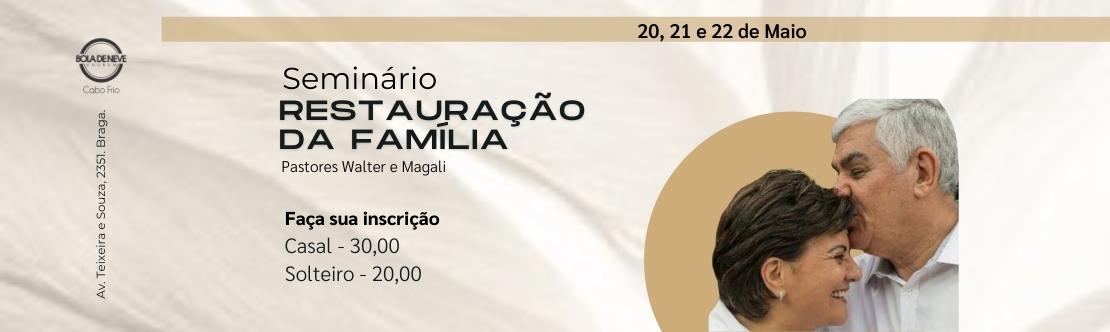 20, 21 e 22 de Maio
BOLA DE NEVE
CHURCH
Cabo Frio
Av. Teixeira e Souza, 2351. Braga.
Seminário
RESTAURAÇÃO
DA FAMÍLIA
Pastores Walter e Magali
Faça sua inscrição
Casal - 30,00
Solteiro - 20,00